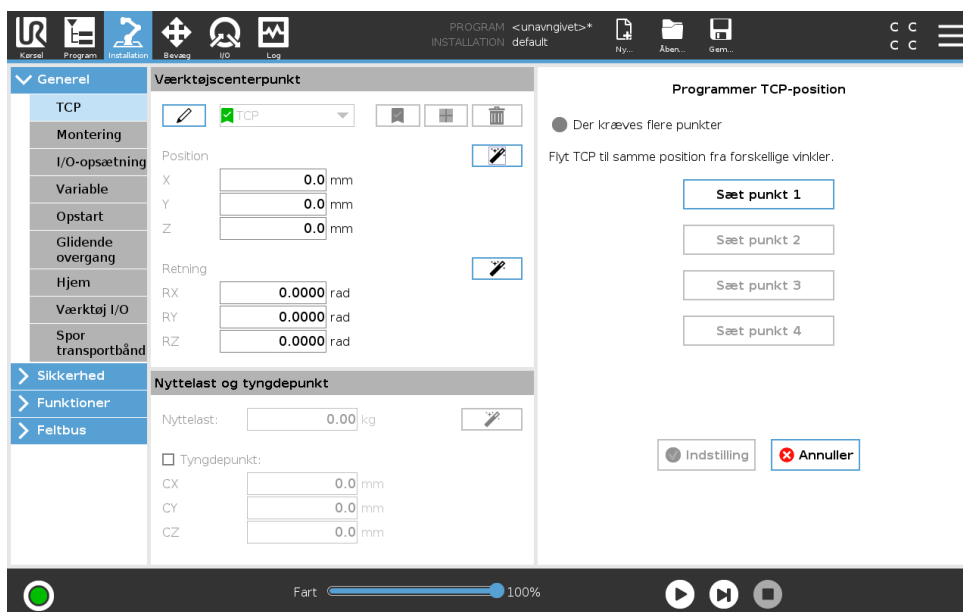 UR
Kørsel
Program
Installation
Bevæg
I/O
Log
PROGRAM <unavngivet>*
INSTALLATION default
Ny...
Åben...
Gem...
C C
C C
Generel
TCP
Montering
I/O-opsætning
Variable
Opstart
Glidende
overgang
Hjem
Værktøj I/O
Spor
transportbånd
Sikkerhed
Funktioner
Feltbus
Værktøjscenterpunkt
TCP
Position
X 0.0 mm
Y 0.0 mm
Z 0.0 mm
Retning
RX 0.0000 rad
RY 0.0000 rad
RZ 0.0000 rad
Nyttelast og tyngdepunkt
Nyttelast: 0.00 kg
Tyngdepunkt:
CX 0.0 mm
CY 0.0 mm
CZ 0.0 mm
Programmer TCP-position
Der kræves flere punkter
Flyt TCP til samme position fra forskellige vinkler.
Sæt punkt 1
Sæt punkt 2
Sæt punkt 3
Sæt punkt 4
Indstilling
Annuller
Fart 100%